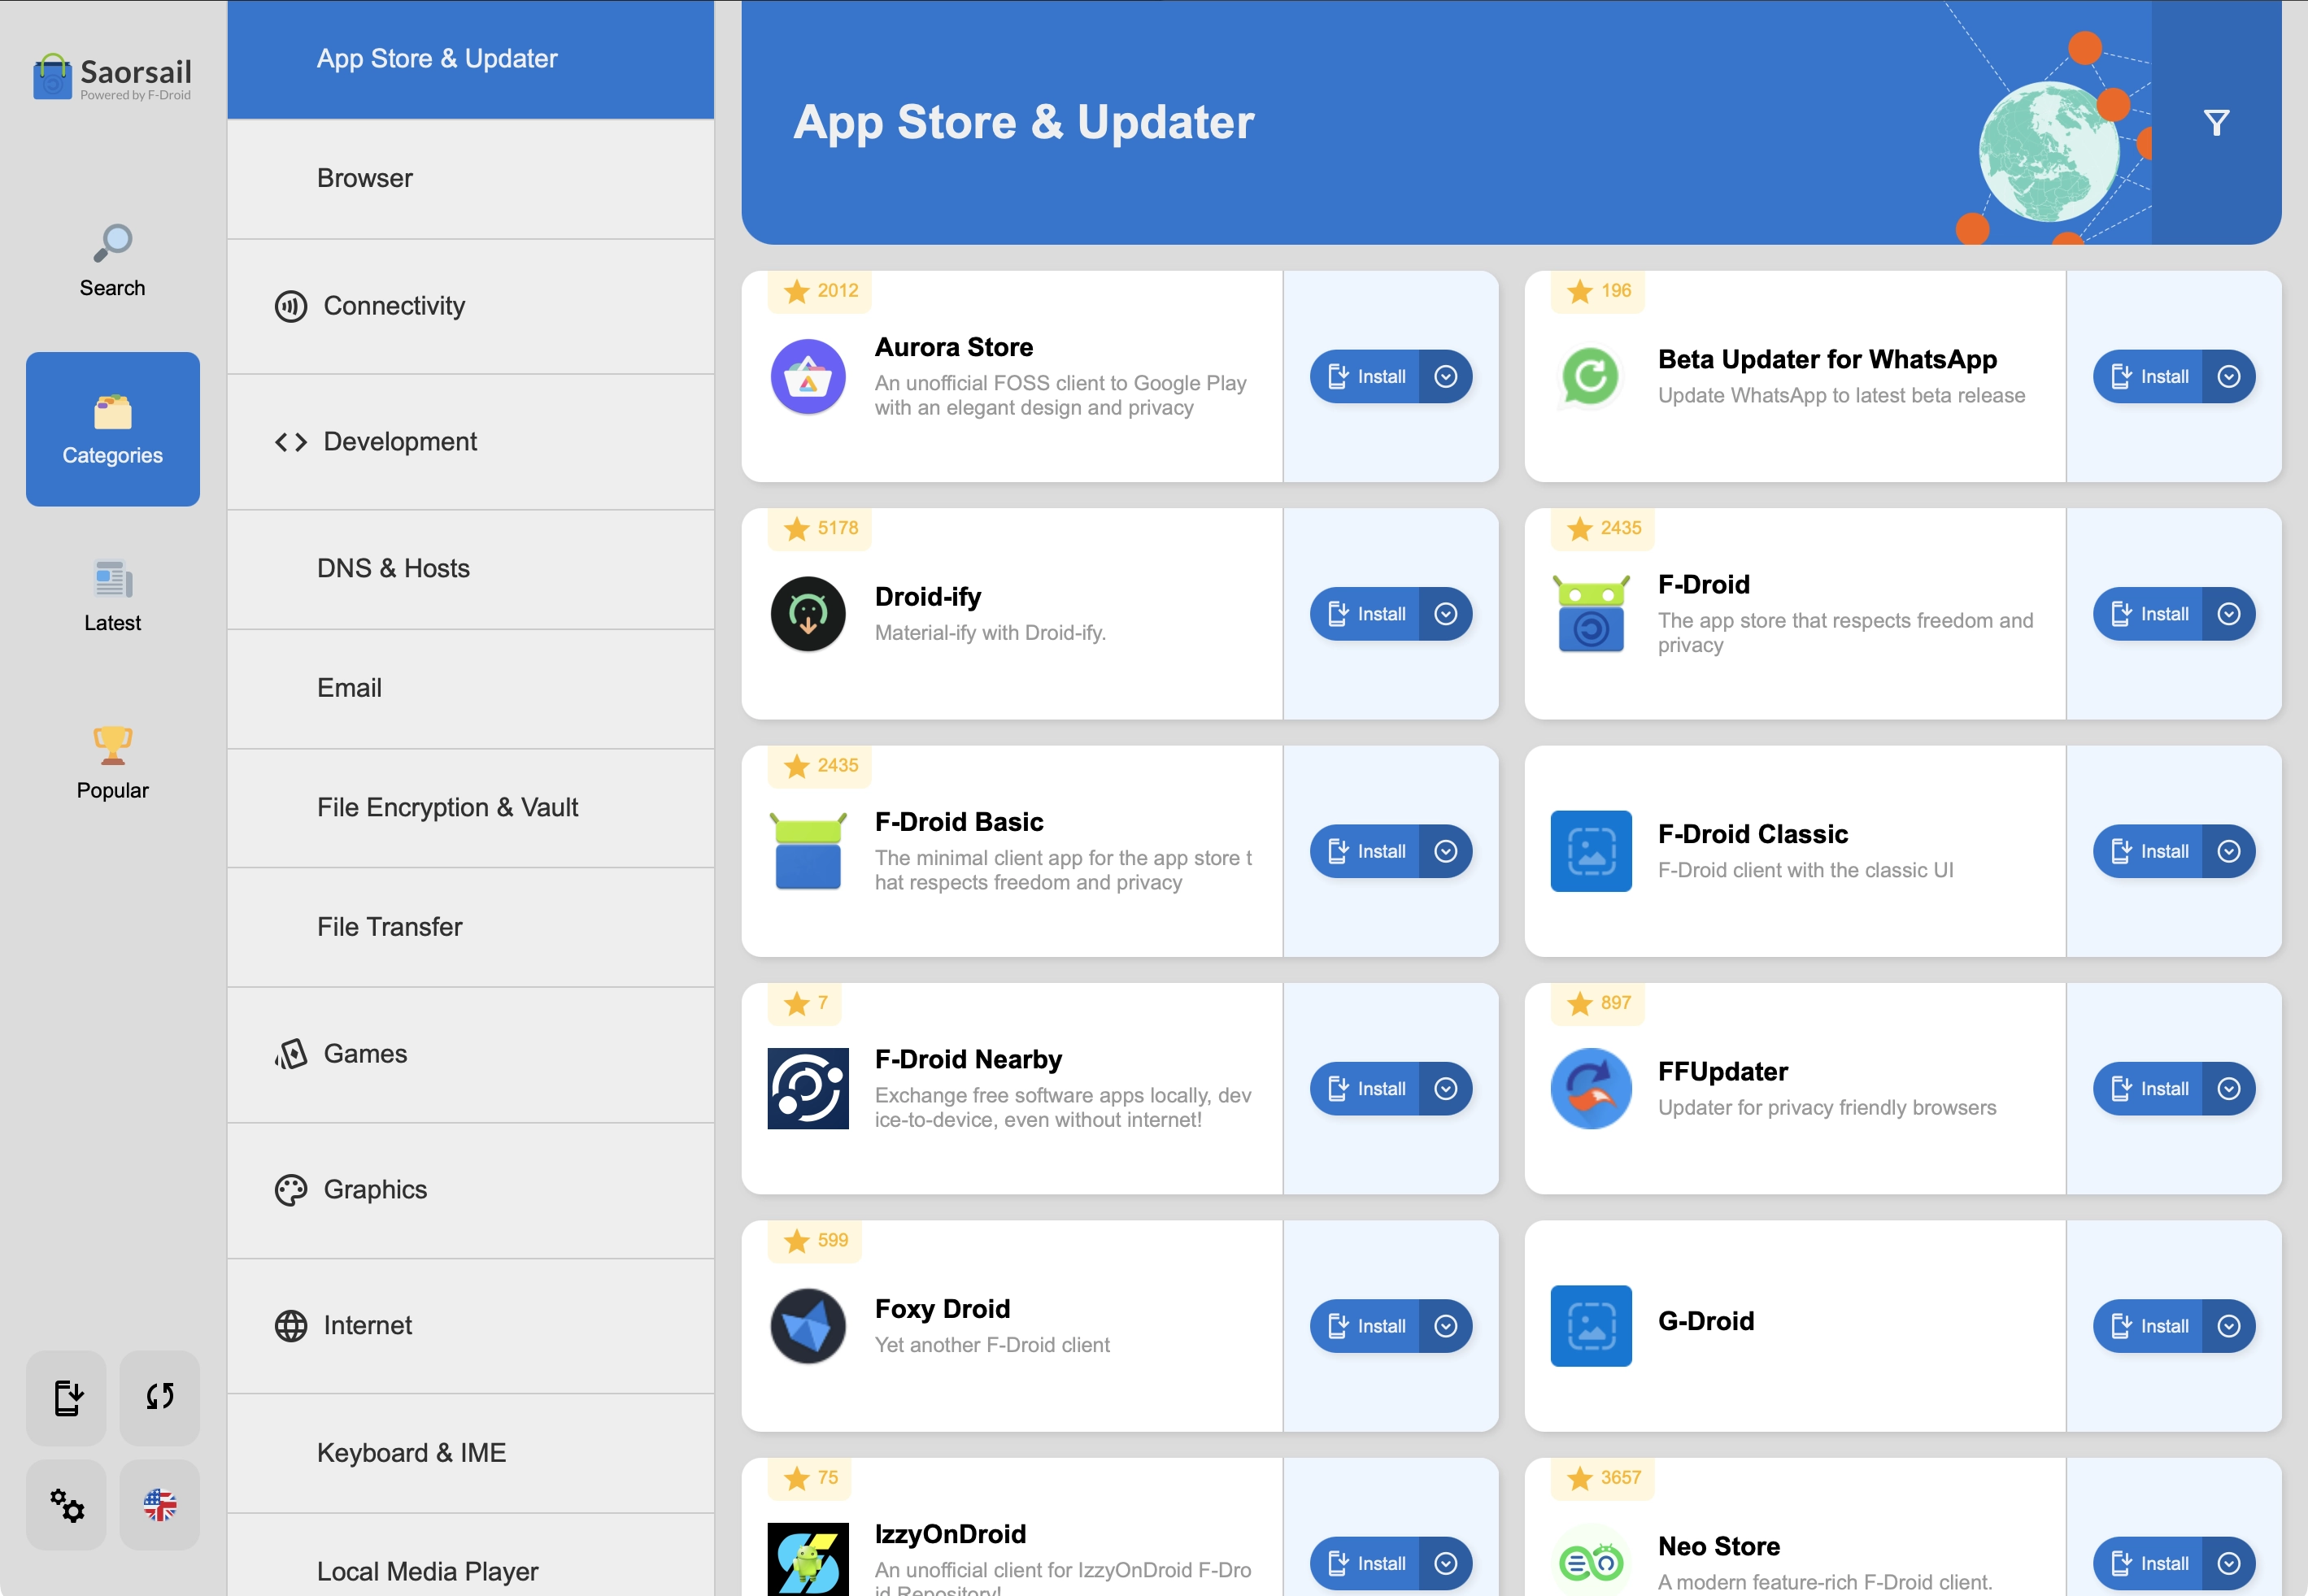 Saorsail
Powered by F-Droid
Search
Categories
Latest
Popular
App Store & Updater
Browser
Connectivity
Development
DNS & Hosts
Email
File Encryption & Vault
File Transfer
Games
Graphics
Internet
Keyboard & IME
Local Media Player
App Store & Updater
2012
Aurora Store
An unofficial FOSS client to Google Play
with an elegant design and privacy
Install
196
Beta Updater for WhatsApp
Update WhatsApp to latest beta release
Install
5178
Droid-ify
Material-ify with Droid-ify.
Install
2435
F-Droid
The app store that respects freedom and
privacy
Install
2435
F-Droid Basic
The minimal client app for the app store t
hat respects freedom and privacy
Install
F-Droid Classic
F-Droid client with the classic UI
Install
7
F-Droid Nearby
Exchange free software apps locally, dev
ice-to-device, even without internet!
Install
897
FFUpdater
Updater for privacy friendly browsers
Install
599
Foxy Droid
Yet another F-Droid client
Install
G-Droid
Install
75
IzzyOnDroid
An unofficial client for IzzyOnDroid F-Dro
id Repository!
Install
3657
Neo Store
A modern feature-rich F-Droid client.
Install